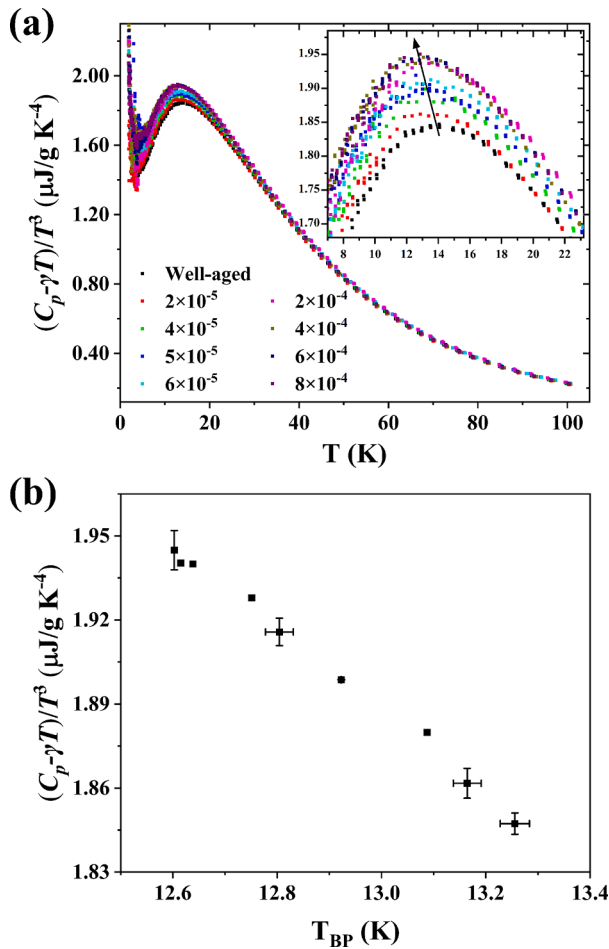 (a)
(Cp-γT)/T³ (μJ/g K⁻⁴)
2.00
1.60
1.20
0.80
0.40
0 20 40 60 80 100
T (K)
Well-aged
2×10⁻⁵ 2×10⁻⁴
4×10⁻⁵ 4×10⁻⁴
5×10⁻⁵ 6×10⁻⁴
6×10⁻⁵ 8×10⁻⁴
1.95
1.90
1.85
1.80
1.75
1.70
8 10 12 14 16 18 20 22
(b)
(Cp-γT)/T³ (μJ/g K⁻⁴)
1.95
1.92
1.89
1.86
1.83
12.6 12.8 13.0 13.2 13.4
TBP (K)